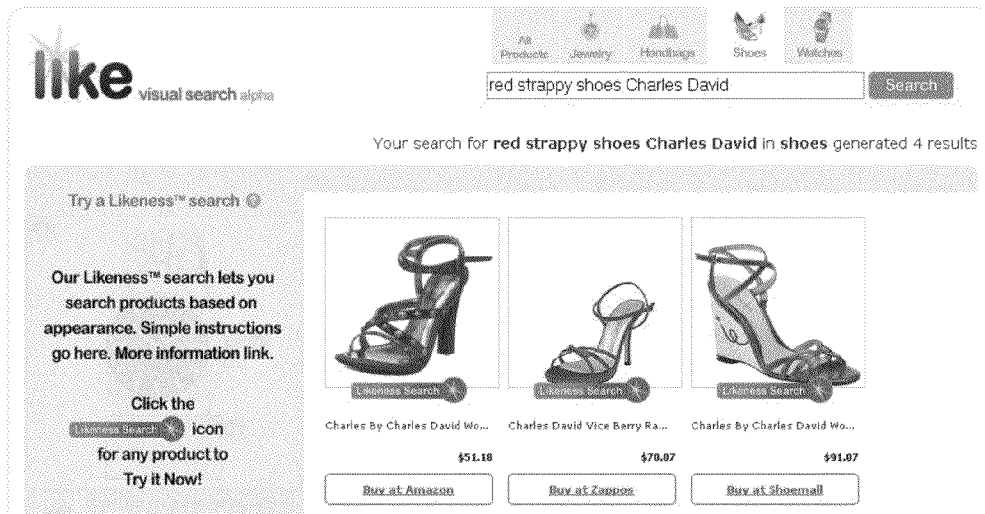 All
Products
Jewelry
Handbags
Shoes
Watches
like visual search alpha
red strappy shoes Charles David
Search
Your search for red strappy shoes Charles David in shoes generated 4 results
Try a Likeness™ search ?
Our Likeness™ search lets you
search products based on
appearance. Simple instructions
go here. More information link.
Click the
Likeness Search icon
for any product to
Try it Now!
Likeness Search
Likeness Search
Likeness Search
Charles By Charles David Wo...
Charles David Vice Berry Ra...
Charles By Charles David Wo...
$51.18
$70.07
$91.07
Buy at Amazon
Buy at Zappos
Buy at Shoemall